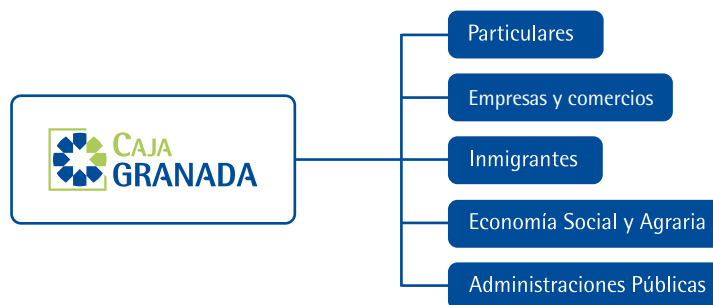 CAJA
GRANADA
Particulares
Empresas y comercios
Inmigrantes
Economía Social y Agraria
Administraciones Públicas